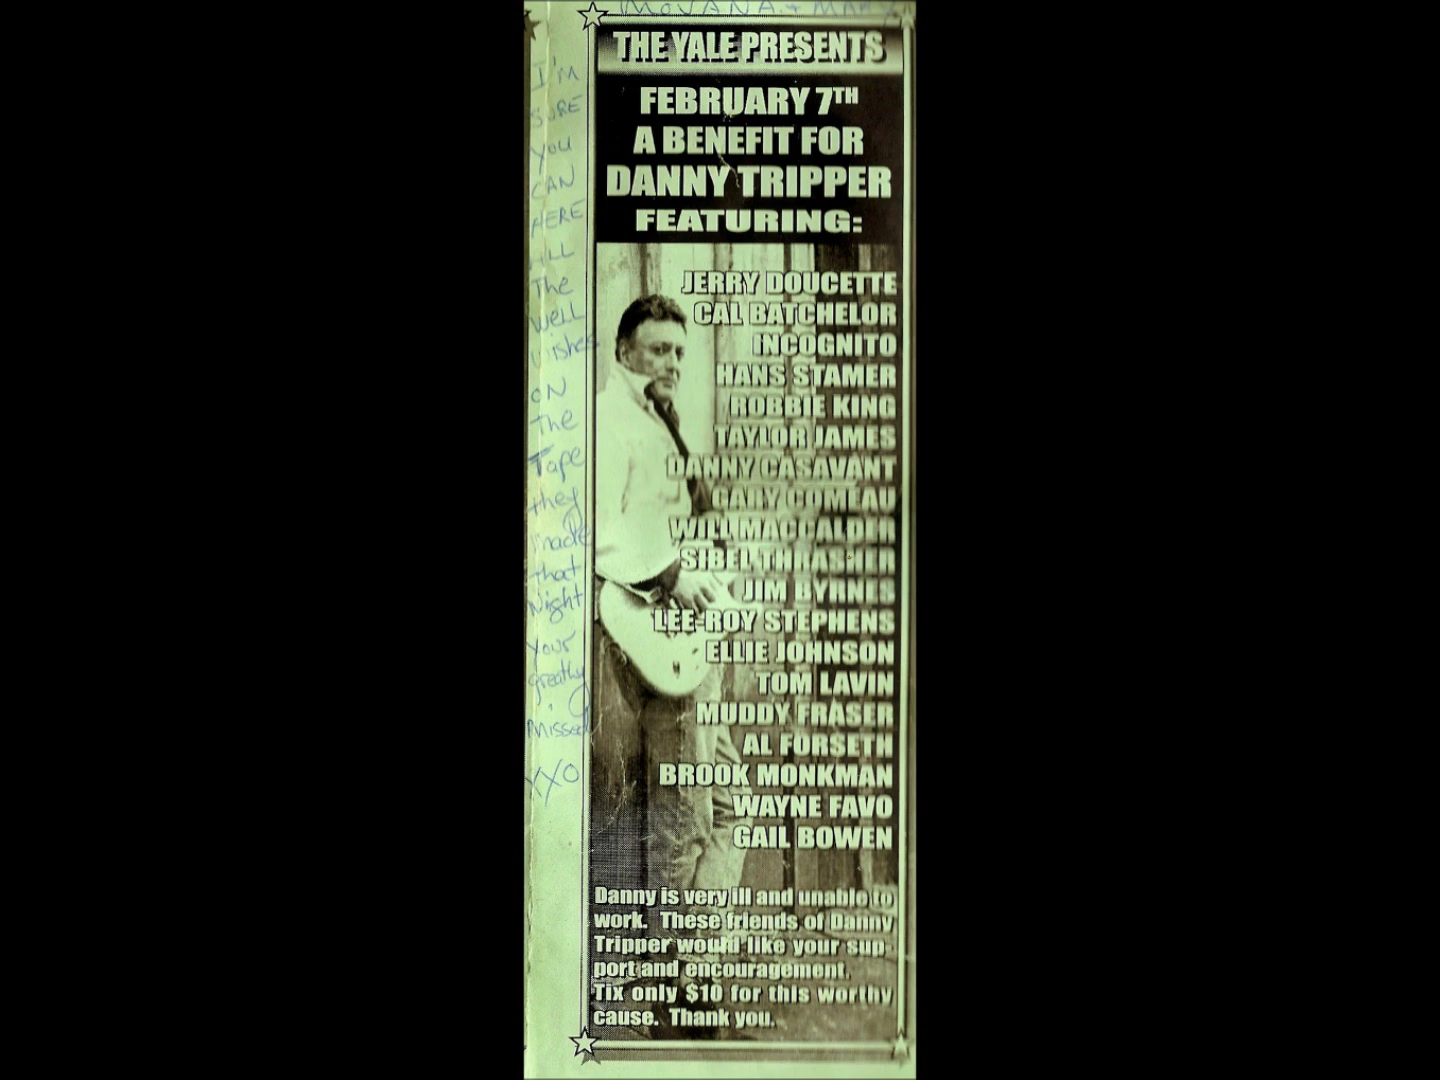 MOVANA + MARY
THE YALE PRESENTS
FEBRUARY 7TH
A BENEFIT FOR
DANNY TRIPPER
FEATURING:
JERRY DOUCETTE
CAL BATCHELOR
INCOGNITO
HANS STAMER
ROBBIE KING
TAYLOR JAMES
DANNY CASAVANT
GARY COMEAU
WILL MACCALDER
SIBEL THRASHER
JIM BYRNES
LEE-ROY STEPHENS
ELLIE JOHNSON
TOM LAVIN
MUDDY FRASER
AL FORSETH
BROOK MONKMAN
WAYNE FAVO
GAIL BOWEN
Danny is very ill and unable to
work. These friends of Danny
Tripper would like your sup-
port and encouragement.
Tix only $10 for this worthy
cause. Thank you.
I'M
SURE
YOU
CAN
HERE
ALL
The
Well
Wishes
ON
The
Tape
they
made
that
Night
Your
greatly
Missed
XXO